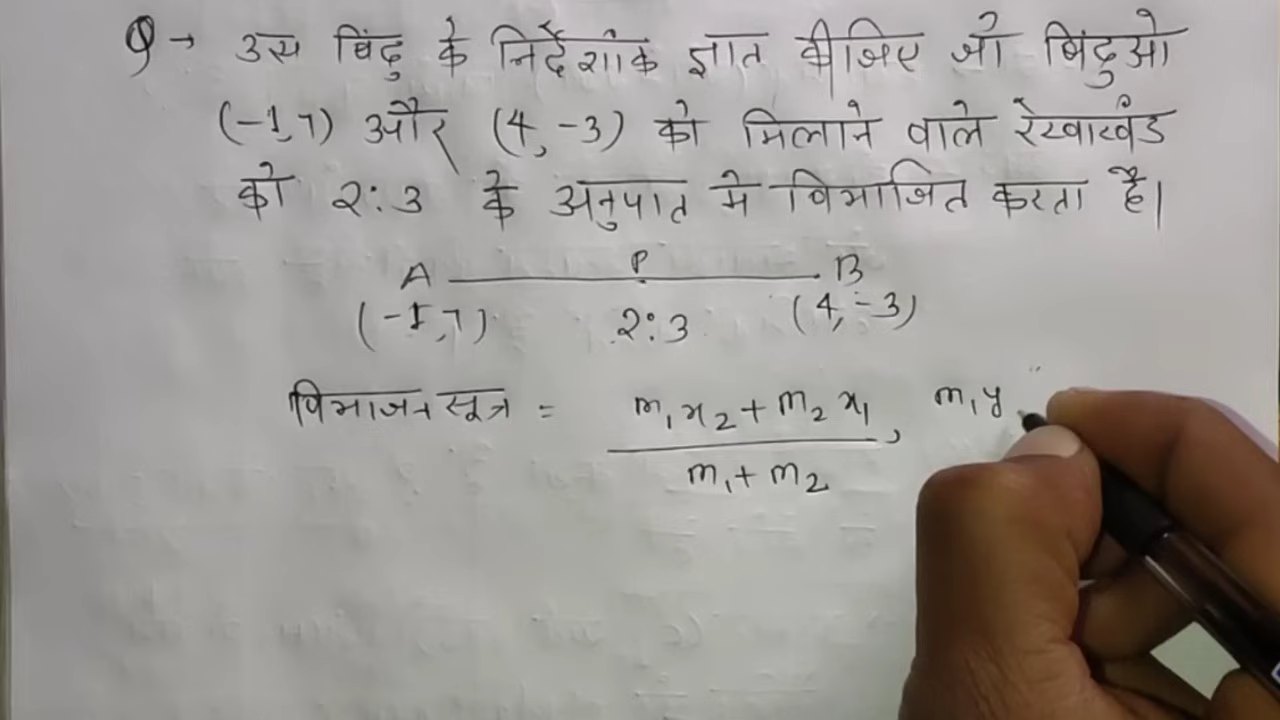 Q→ उस बिंदु के निर्देशांक ज्ञात कीजिए जो बिंदुओ
(-1,7) और (4,-3) को मिलाने वाले रेखाखंड
को 2:3 के अनुपात मे विभाजित करता है।
A P B
(-1,7) 2:3 (4,-3)
विभाजन सूत्र = m₁x₂+m₂x₁, m₁y
m₁+m₂